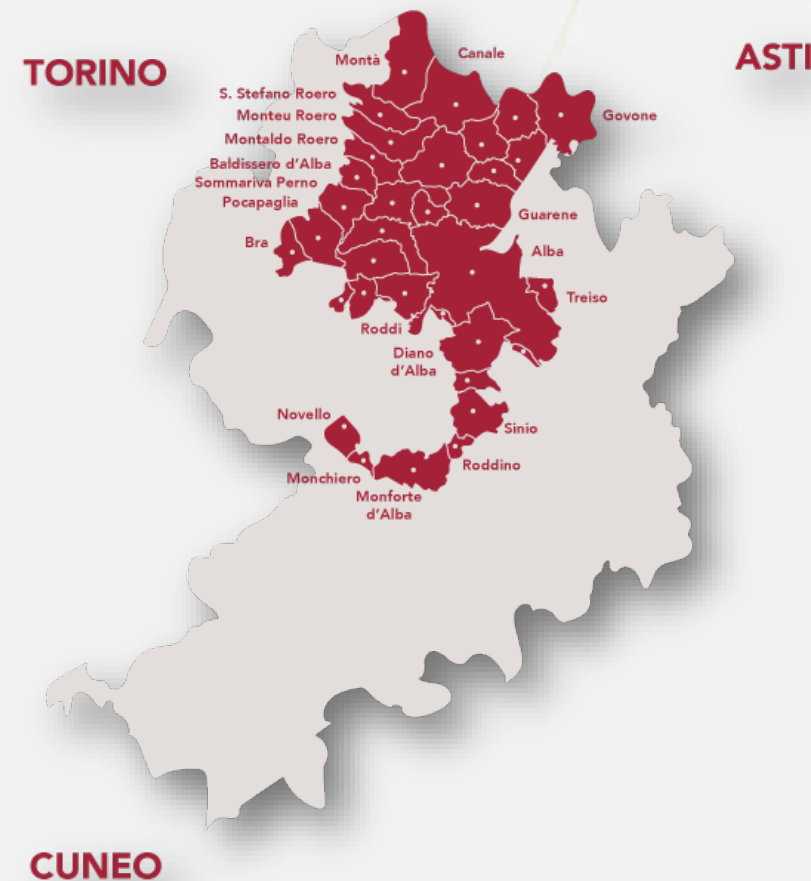 TORINO
ASTI
Montà
Canale
S. Stefano Roero
Monteu Roero
Govone
Montaldo Roero
Baldissero d'Alba
Sommariva Perno
Pocapaglia
Guarene
Bra
Alba
Treiso
Roddi
Diano
d'Alba
Novello
Sinio
Roddino
Monchiero
Monforte
d'Alba
CUNEO